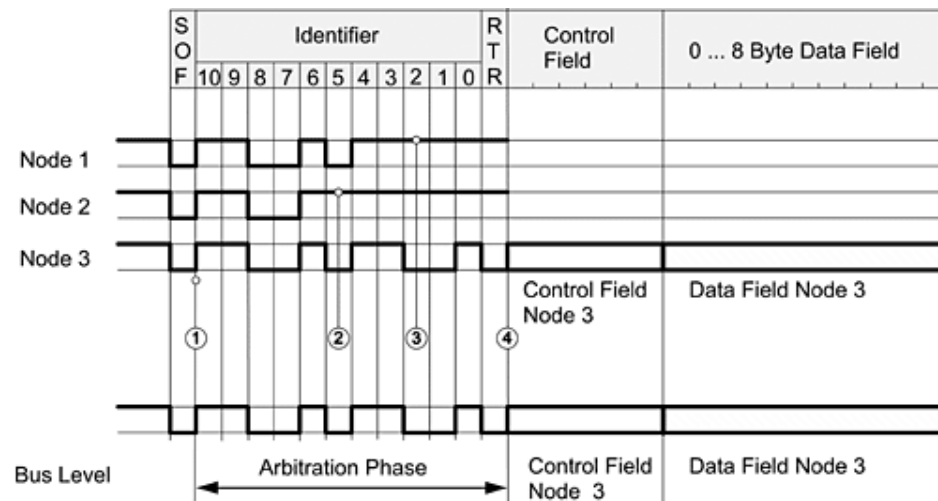 S
O
F
Identifier
R
T
R
Control
Field
0 ... 8 Byte Data Field
10 9 8 7 6 5 4 3 2 1 0
Node 1
Node 2
Node 3
Control Field
Node 3
Data Field Node 3
1 2 3 4
Bus Level
Arbitration Phase
Control Field
Node 3
Data Field Node 3